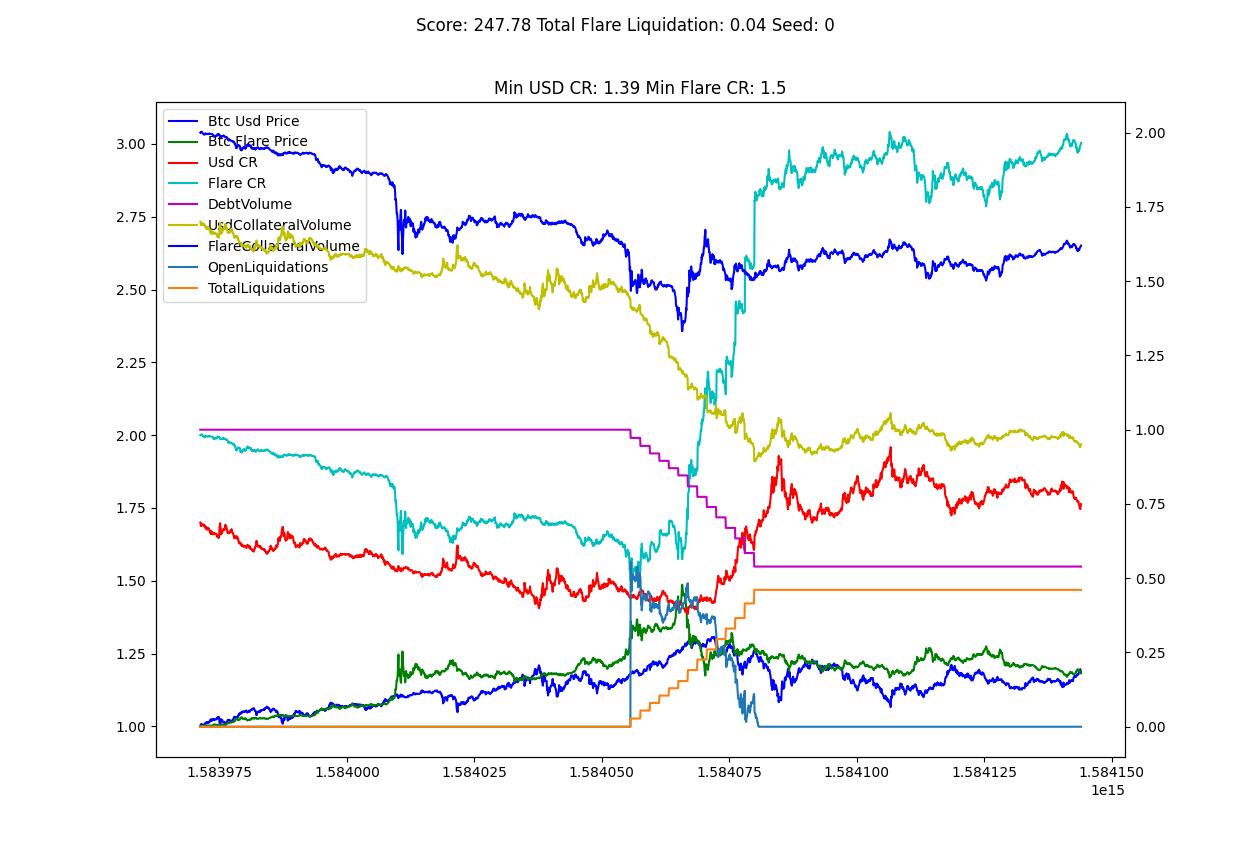 Score: 247.78 Total Flare Liquidation: 0.04 Seed: 0
Min USD CR: 1.39 Min Flare CR: 1.5
Btc Usd Price
Btc Flare Price
Usd CR
Flare CR
DebtVolume
UsdCollateralVolume
FlareCollateralVolume
OpenLiquidations
TotalLiquidations
3.00
2.75
2.50
2.25
2.00
1.75
1.50
1.25
1.00
2.00
1.75
1.50
1.25
1.00
0.75
0.50
0.25
0.00
1.583975 1.584000 1.584025 1.584050 1.584075 1.584100 1.584125 1.584150
1e15